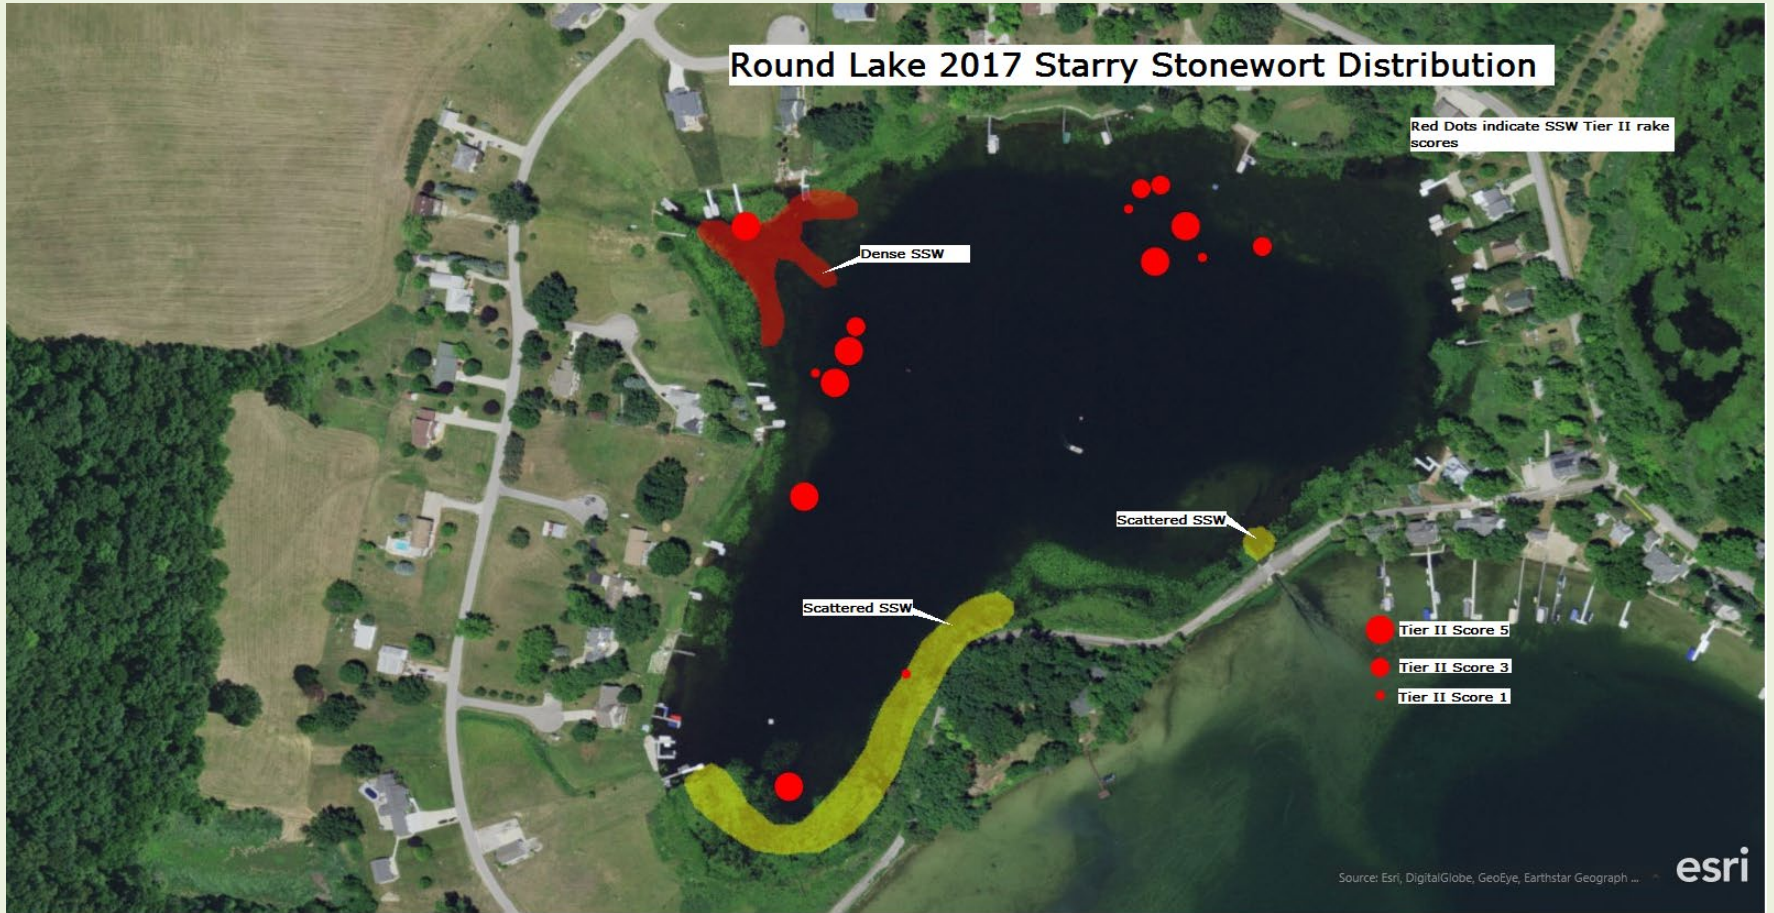 Round Lake 2017 Starry Stonewort Distribution
Red Dots indicate SSW Tier II rake
scores
Dense SSW
Scattered SSW
Scattered SSW
Tier II Score 5
Tier II Score 3
Tier II Score 1
esri
Source: Esri, DigitalGlobe, GeoEye, Earthstar Geograph ...